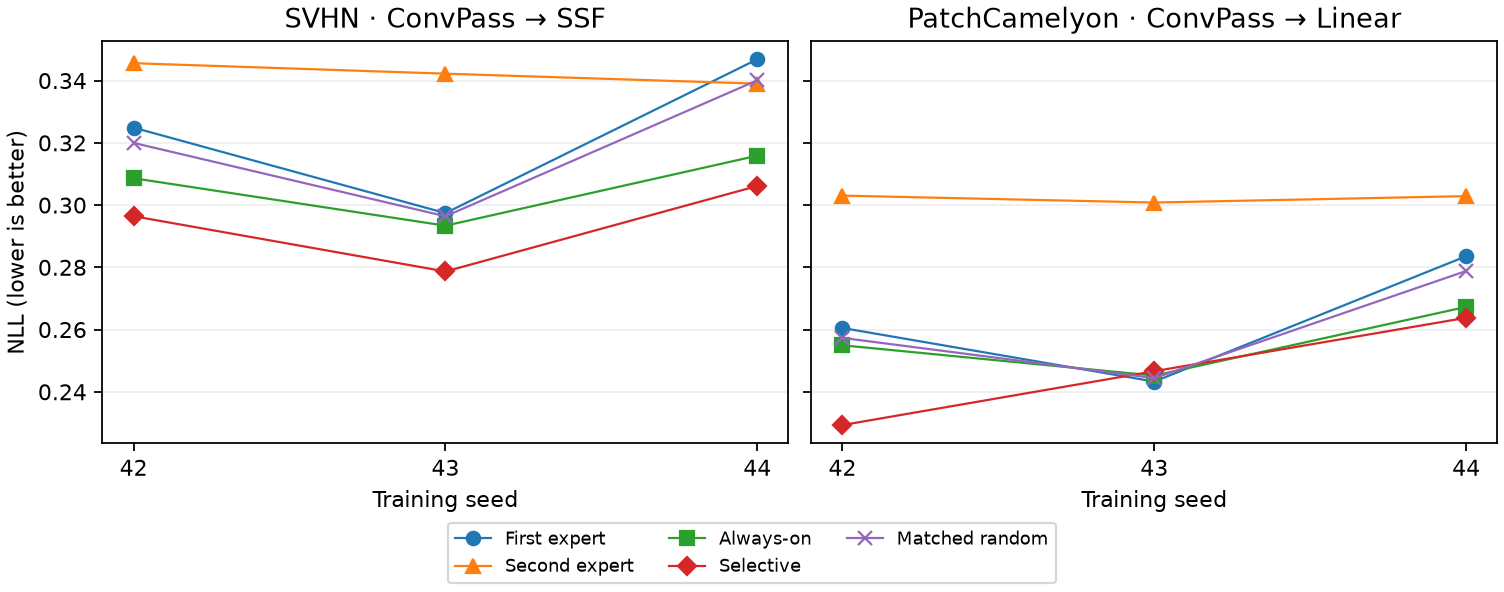 SVHN · ConvPass → SSF
PatchCamelyon · ConvPass → Linear
NLL (lower is better)
0.34
0.32
0.30
0.28
0.26
0.24
42
43
44
42
43
44
Training seed
Training seed
First expert
Second expert
Always-on
Selective
Matched random